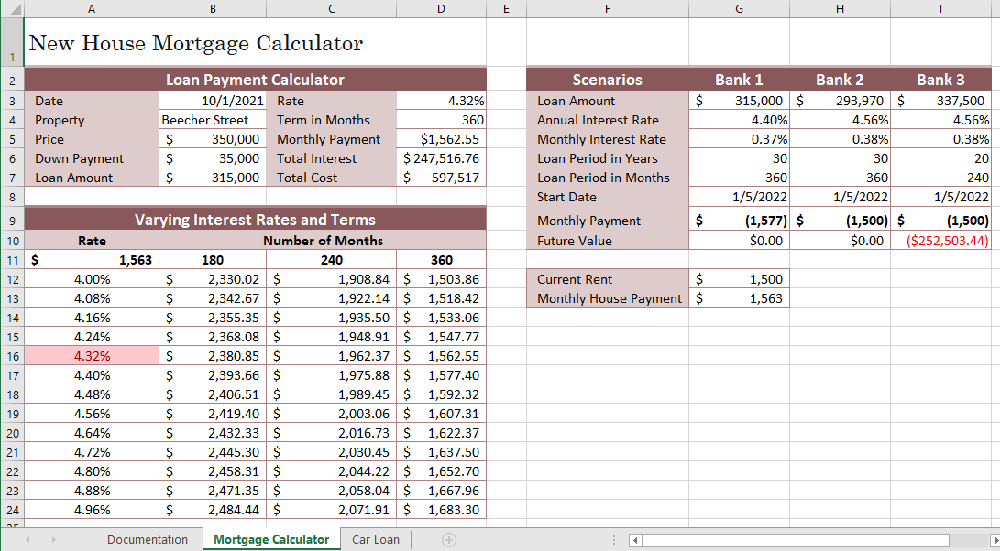 A B C D E F G H I
1 New House Mortgage Calculator
2 Loan Payment Calculator Scenarios Bank 1 Bank 2 Bank 3
3 Date 10/1/2021 Rate 4.32% Loan Amount $ 315,000 $ 293,970 $ 337,500
4 Property Beecher Street Term in Months 360 Annual Interest Rate 4.40% 4.56% 4.56%
5 Price $ 350,000 Monthly Payment $1,562.55 Monthly Interest Rate 0.37% 0.38% 0.38%
6 Down Payment $ 35,000 Total Interest $ 247,516.76 Loan Period in Years 30 30 20
7 Loan Amount $ 315,000 Total Cost $ 597,517 Loan Period in Months 360 360 240
8 Start Date 1/5/2022 1/5/2022 1/5/2022
9 Varying Interest Rates and Terms Monthly Payment $ (1,577) $ (1,500) $ (1,500)
10 Rate Number of Months Future Value $0.00 $0.00 ($252,503.44)
11 $ 1,563 180 240 360
12 4.00% $ 2,330.02 $ 1,908.84 $ 1,503.86 Current Rent $ 1,500
13 4.08% $ 2,342.67 $ 1,922.14 $ 1,518.42 Monthly House Payment $ 1,563
14 4.16% $ 2,355.35 $ 1,935.50 $ 1,533.06
15 4.24% $ 2,368.08 $ 1,948.91 $ 1,547.77
16 4.32% $ 2,380.85 $ 1,962.37 $ 1,562.55
17 4.40% $ 2,393.66 $ 1,975.88 $ 1,577.40
18 4.48% $ 2,406.51 $ 1,989.45 $ 1,592.32
19 4.56% $ 2,419.40 $ 2,003.06 $ 1,607.31
20 4.64% $ 2,432.33 $ 2,016.73 $ 1,622.37
21 4.72% $ 2,445.30 $ 2,030.45 $ 1,637.50
22 4.80% $ 2,458.31 $ 2,044.22 $ 1,652.70
23 4.88% $ 2,471.35 $ 2,058.04 $ 1,667.96
24 4.96% $ 2,484.44 $ 2,071.91 $ 1,683.30
Documentation Mortgage Calculator Car Loan